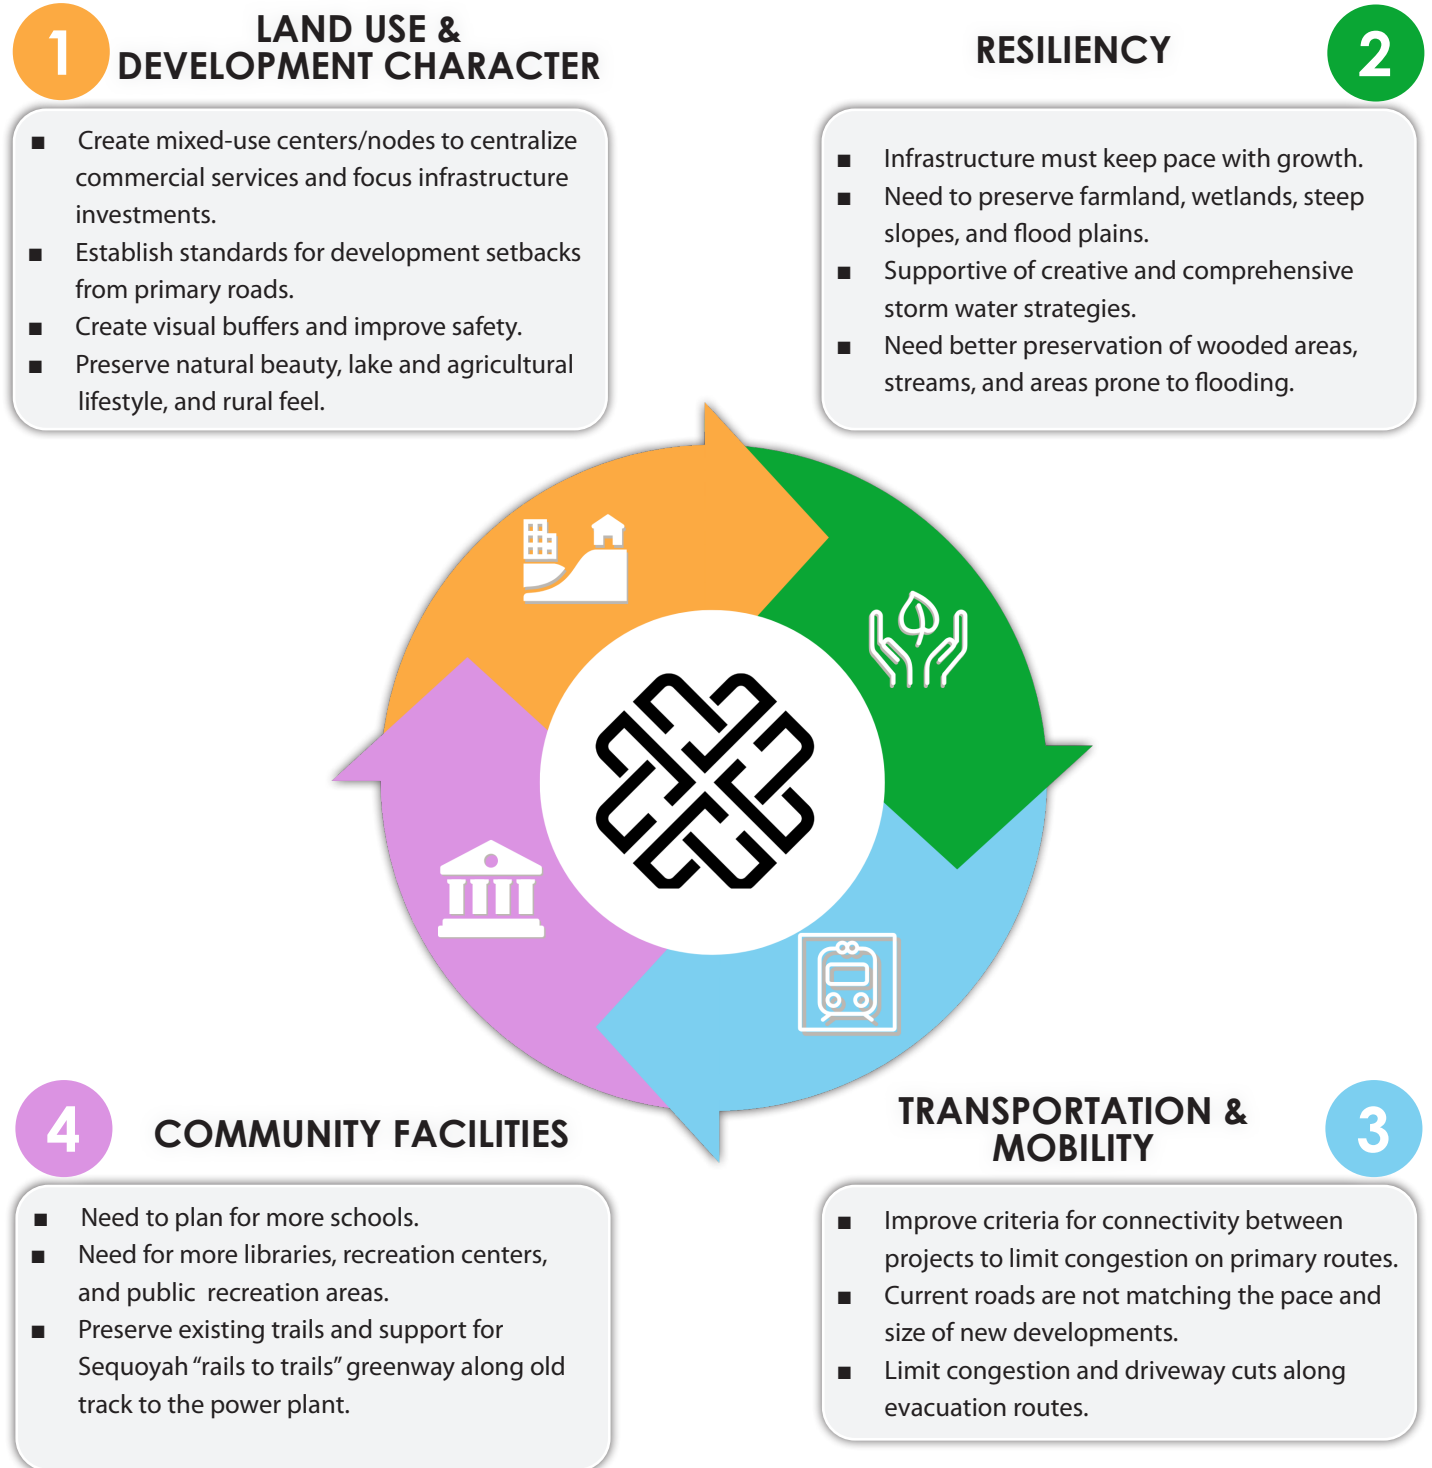 1
LAND USE &
DEVELOPMENT CHARACTER
▪ Create mixed-use centers/nodes to centralize
commercial services and focus infrastructure
investments.
▪ Establish standards for development setbacks
from primary roads.
▪ Create visual buffers and improve safety.
▪ Preserve natural beauty, lake and agricultural
lifestyle, and rural feel.
RESILIENCY
2
▪ Infrastructure must keep pace with growth.
▪ Need to preserve farmland, wetlands, steep
slopes, and flood plains.
▪ Supportive of creative and comprehensive
storm water strategies.
▪ Need better preservation of wooded areas,
streams, and areas prone to flooding.
TRANSPORTATION &
MOBILITY
3
▪ Improve criteria for connectivity between
projects to limit congestion on primary routes.
▪ Current roads are not matching the pace and
size of new developments.
▪ Limit congestion and driveway cuts along
evacuation routes.
4
COMMUNITY FACILITIES
▪ Need to plan for more schools.
▪ Need for more libraries, recreation centers,
and public recreation areas.
▪ Preserve existing trails and support for
Sequoyah “rails to trails” greenway along old
track to the power plant.